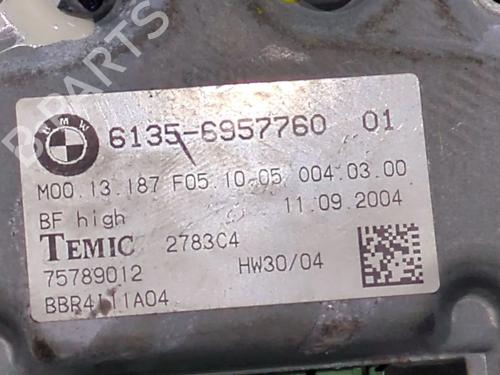 BMW
6135-6957760 01
M00.13.187 F05.10.05 004.03.00
BF high 11.09.2004
TEMIC 2783C4
75789012 HW30/04
B-PARTS